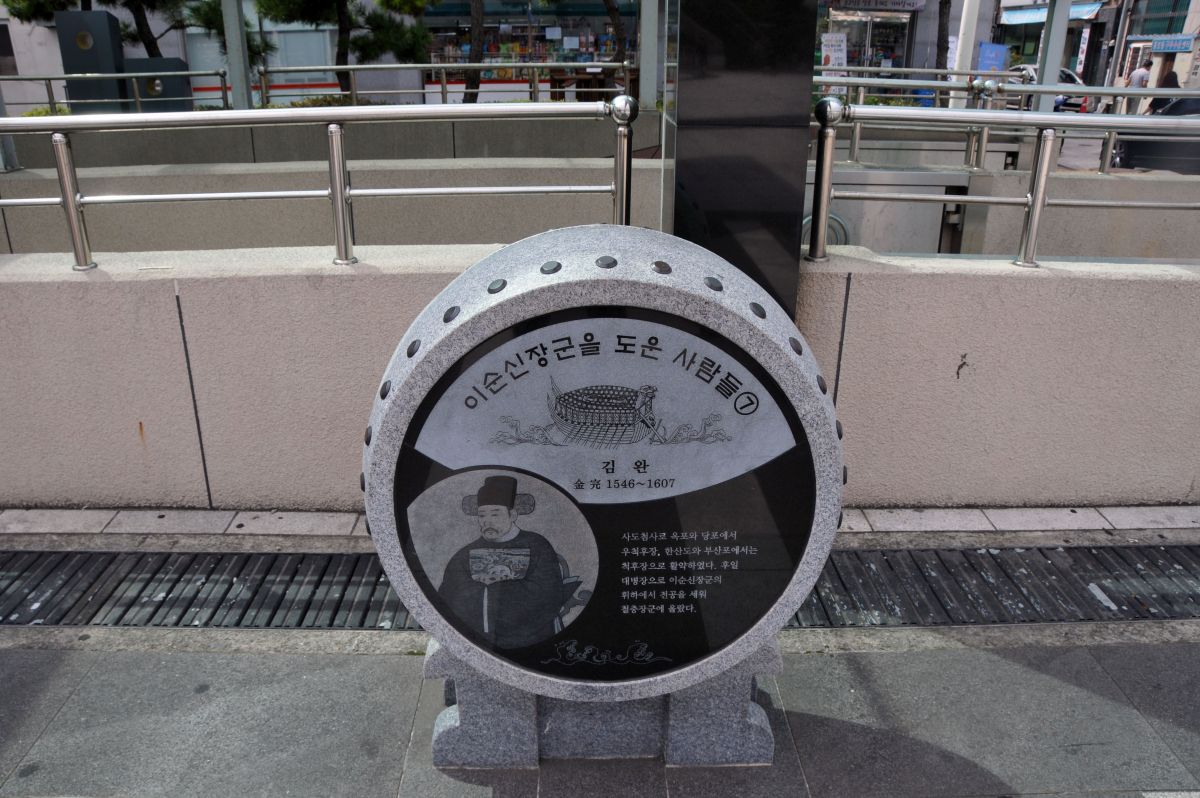 이순신장군을 도운 사람들⑦
김 완
金 完 1546~1607
사도첨사로 옥포와 당포에서
우척후장, 한산도와 부산포에서는
척후장으로 활약하였다. 후일
대병장으로 이순신장군의
휘하에서 전공을 세워
절충장군에 올랐다.